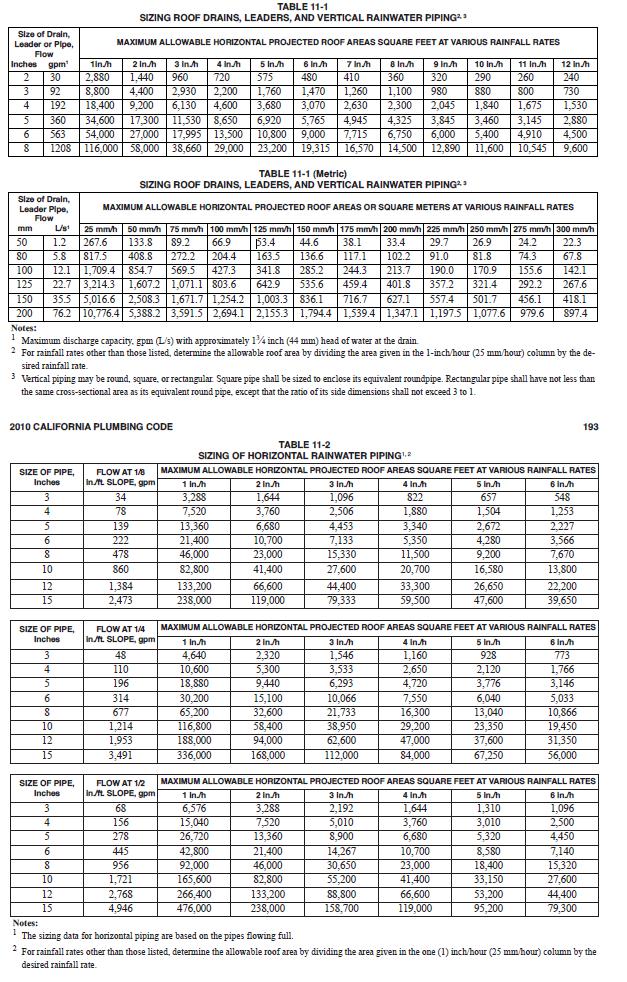 TABLE 11-1
SIZING ROOF DRAINS, LEADERS, AND VERTICAL RAINWATER PIPING2, 3
Size of Drain, Leader or Pipe, Flow MAXIMUM ALLOWABLE HORIZONTAL PROJECTED ROOF AREAS SQUARE FEET AT VARIOUS RAINFALL RATES
Inches gpm1 1in./h 2 in./h 3 in./h 4 in./h 5 in./h 6 in./h 7 in./h 8 in./h 9 in./h 10 in./h 11 in./h 12 in./h
2 30 2,880 1,440 960 720 575 480 410 360 320 290 260 240
3 92 8,800 4,400 2,930 2,200 1,760 1,470 1,260 1,100 980 880 800 730
4 192 18,400 9,200 6,130 4,600 3,680 3,070 2,630 2,300 2,045 1,840 1,675 1,530
5 360 34,600 17,300 11,530 8,650 6,920 5,765 4,945 4,325 3,845 3,460 3,145 2,880
6 563 54,000 27,000 17,995 13,500 10,800 9,000 7,715 6,750 6,000 5,400 4,910 4,500
8 1208 116,000 58,000 38,660 29,000 23,200 19,315 16,570 14,500 12,890 11,600 10,545 9,600
TABLE 11-1 (Metric)
SIZING ROOF DRAINS, LEADERS, AND VERTICAL RAINWATER PIPING2, 3
Size of Drain, Leader Pipe, Flow MAXIMUM ALLOWABLE HORIZONTAL PROJECTED ROOF AREAS OR SQUARE METERS AT VARIOUS RAINFALL RATES
mm L/s1 25 mm/h 50 mm/h 75 mm/h 100 mm/h 125 mm/h 150 mm/h 175 mm/h 200 mm/h 225 mm/h 250 mm/h 275 mm/h 300 mm/h
50 1.2 267.6 133.8 89.2 66.9 53.4 44.6 38.1 33.4 29.7 26.9 24.2 22.3
80 5.8 817.5 408.8 272.2 204.4 163.5 136.6 117.1 102.2 91.0 81.8 74.3 67.8
100 12.1 1,709.4 854.7 569.5 427.3 341.8 285.2 244.3 213.7 190.0 170.9 155.6 142.1
125 22.7 3,214.3 1,607.2 1,071.1 803.6 642.9 535.6 459.4 401.8 357.2 321.4 292.2 267.6
150 35.5 5,016.6 2,508.3 1,671.7 1,254.2 1,003.3 836.1 716.7 627.1 557.4 501.7 456.1 418.1
200 76.2 10,776.4 5,388.2 3,591.5 2,694.1 2,155.3 1,794.4 1,539.4 1,347.1 1,197.5 1,077.6 979.6 897.4
Notes:
1 Maximum discharge capacity, gpm (L/s) with approximately 1 3/4 inch (44 mm) head of water at the drain.
2 For rainfall rates other than those listed, determine the allowable roof area by dividing the area given in the 1-inch/hour (25 mm/hour) column by the de-
sired rainfall rate.
3 Vertical piping may be round, square, or rectangular. Square pipe shall be sized to enclose its equivalent roundpipe. Rectangular pipe shall have not less than
the same cross-sectional area as its equivalent round pipe, except that the ratio of its side dimensions shall not exceed 3 to 1.
2010 CALIFORNIA PLUMBING CODE 193
TABLE 11-2
SIZING OF HORIZONTAL RAINWATER PIPING1, 2
SIZE OF PIPE, Inches FLOW AT 1/8 in./ft. SLOPE, gpm MAXIMUM ALLOWABLE HORIZONTAL PROJECTED ROOF AREAS SQUARE FEET AT VARIOUS RAINFALL RATES
1 in./h 2 in./h 3 in./h 4 in./h 5 in./h 6 in./h
3 34 3,288 1,644 1,096 822 657 548
4 78 7,520 3,760 2,506 1,880 1,504 1,253
5 139 13,360 6,680 4,453 3,340 2,672 2,227
6 222 21,400 10,700 7,133 5,350 4,280 3,566
8 478 46,000 23,000 15,330 11,500 9,200 7,670
10 860 82,800 41,400 27,600 20,700 16,580 13,800
12 1,384 133,200 66,600 44,400 33,300 26,650 22,200
15 2,473 238,000 119,000 79,333 59,500 47,600 39,650
SIZE OF PIPE, Inches FLOW AT 1/4 in./ft. SLOPE, gpm MAXIMUM ALLOWABLE HORIZONTAL PROJECTED ROOF AREAS SQUARE FEET AT VARIOUS RAINFALL RATES
1 in./h 2 in./h 3 in./h 4 in./h 5 in./h 6 in./h
3 48 4,640 2,320 1,546 1,160 928 773
4 110 10,600 5,300 3,533 2,650 2,120 1,766
5 196 18,880 9,440 6,293 4,720 3,776 3,146
6 314 30,200 15,100 10,066 7,550 6,040 5,033
8 677 65,200 32,600 21,733 16,300 13,040 10,866
10 1,214 116,800 58,400 38,950 29,200 23,350 19,450
12 1,953 188,000 94,000 62,600 47,000 37,600 31,350
15 3,491 336,000 168,000 112,000 84,000 67,250 56,000
SIZE OF PIPE, Inches FLOW AT 1/2 in./ft. SLOPE, gpm MAXIMUM ALLOWABLE HORIZONTAL PROJECTED ROOF AREAS SQUARE FEET AT VARIOUS RAINFALL RATES
1 in./h 2 in./h 3 in./h 4 in./h 5 in./h 6 in./h
3 68 6,576 3,288 2,192 1,644 1,310 1,096
4 156 15,040 7,520 5,010 3,760 3,010 2,500
5 278 26,720 13,360 8,900 6,680 5,320 4,450
6 445 42,800 21,400 14,267 10,700 8,580 7,140
8 956 92,000 46,000 30,650 23,000 18,400 15,320
10 1,721 165,600 82,800 55,200 41,400 33,150 27,600
12 2,768 266,400 133,200 88,800 66,600 53,200 44,400
15 4,946 476,000 238,000 158,700 119,000 95,200 79,300
Notes:
1 The sizing data for horizontal piping are based on the pipes flowing full.
2 For rainfall rates other than those listed, determine the allowable roof area by dividing the area given in the one (1) inch/hour (25 mm/hour) column by the
desired rainfall rate.